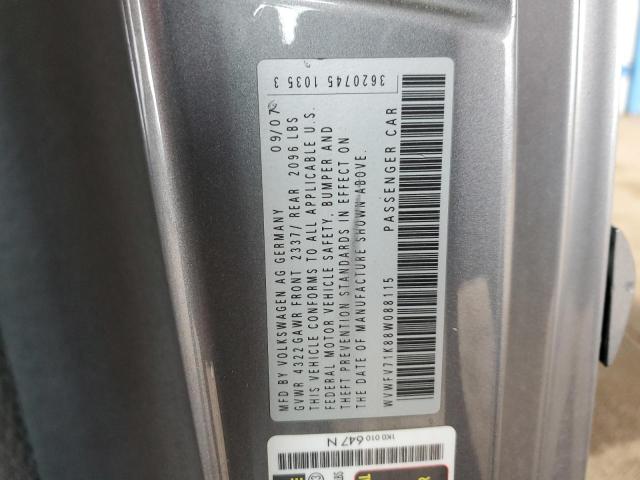 MFD BY VOLKSWAGEN AG GERMANY 09/07
GVWR 4322 GAWR FRONT 2337/ REAR 2096 LBS
THIS VEHICLE CONFORMS TO ALL APPLICABLE U.S.
FEDERAL MOTOR VEHICLE SAFETY, BUMPER AND
THEFT PREVENTION STANDARDS IN EFFECT ON
THE DATE OF MANUFACTURE SHOWN ABOVE.
WVWFV71K88W088115 PASSENGER CAR
3620745 1035 3
1K0 010 647 N
LBS